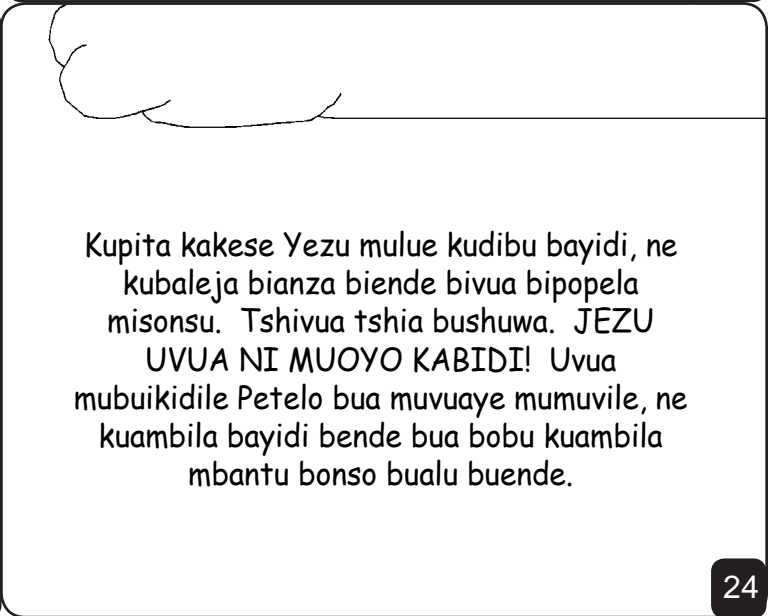 Kupita kakese Yezu mulue kudibu bayidi, ne
kubaleja bianza biende bivua bipopela
misonsu.  Tshivua tshia bushuwa.  JEZU
UVUA NI MUOYO KABIDI!  Uvua
mubuikidile Petelo bua muvuaye mumuvile, ne
kuambila bayidi bende bua bobu kuambila
mbantu bonso bualu buende.
24